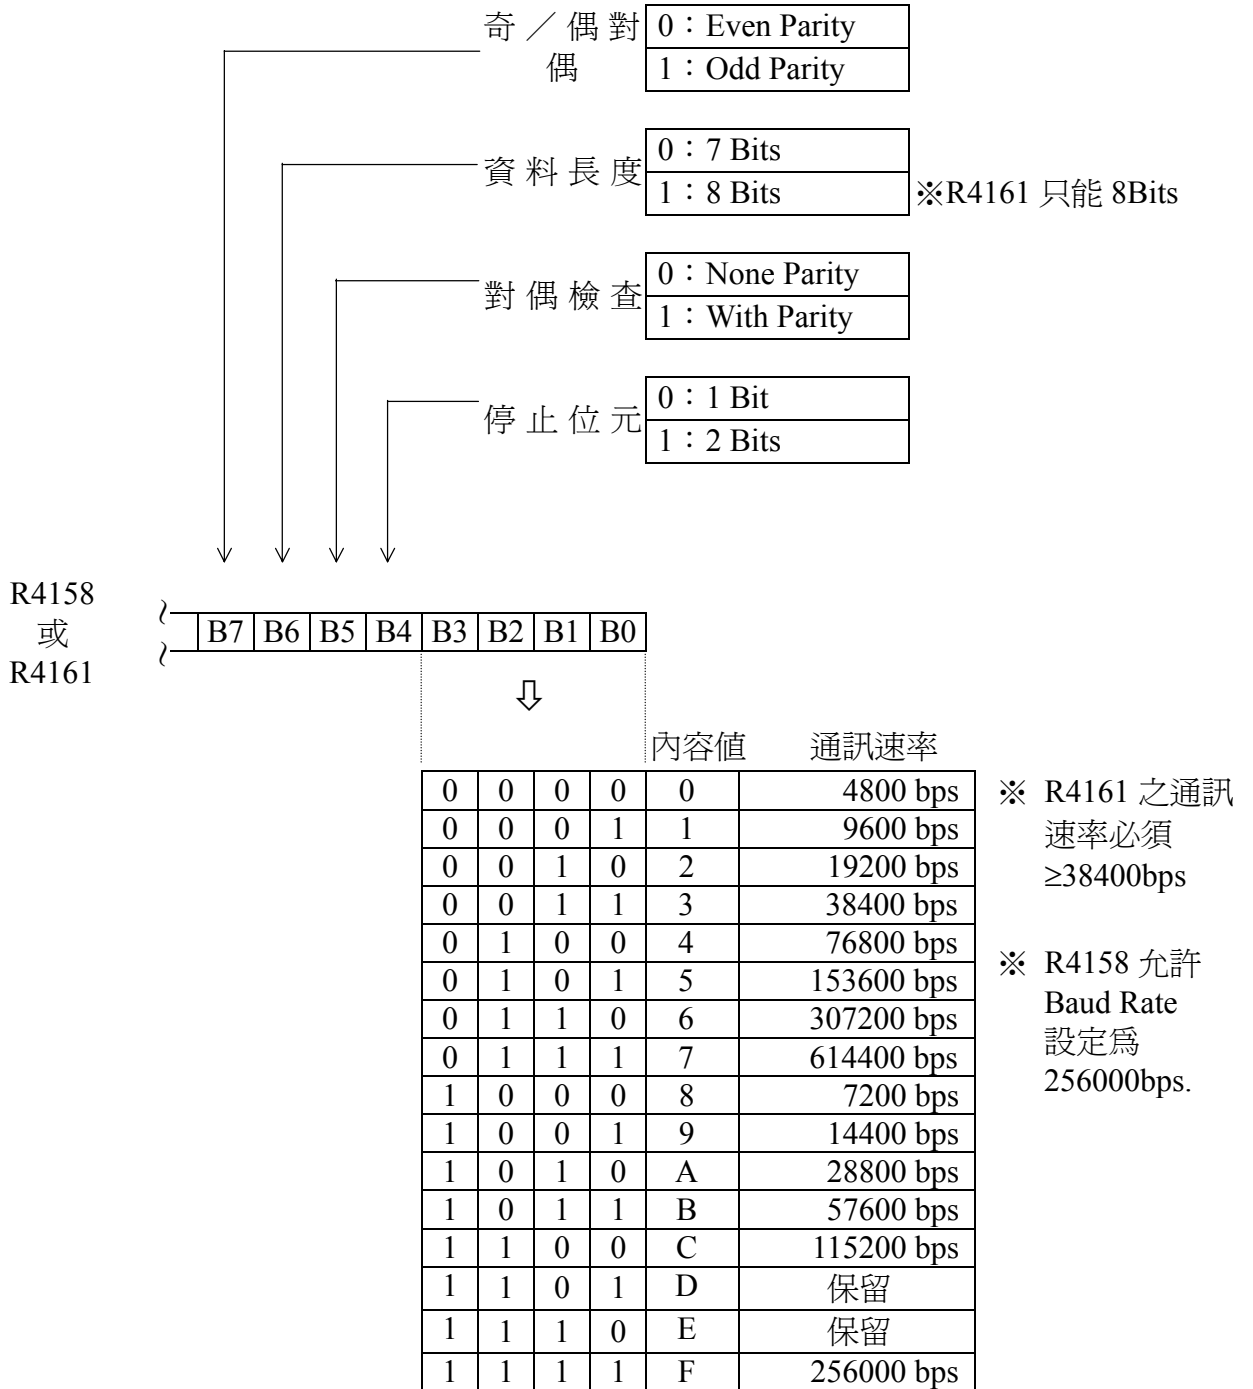 奇／偶對偶
0：Even Parity
1：Odd Parity
資料長度
0：7 Bits
1：8 Bits
※R4161 只能 8Bits
對偶檢查
0：None Parity
1：With Parity
停止位元
0：1 Bit
1：2 Bits
R4158
或
R4161
B7 B6 B5 B4 B3 B2 B1 B0
內容值 通訊速率
0 0 0 0 0 4800 bps
0 0 0 1 1 9600 bps
0 0 1 0 2 19200 bps
0 0 1 1 3 38400 bps
0 1 0 0 4 76800 bps
0 1 0 1 5 153600 bps
0 1 1 0 6 307200 bps
0 1 1 1 7 614400 bps
1 0 0 0 8 7200 bps
1 0 0 1 9 14400 bps
1 0 1 0 A 28800 bps
1 0 1 1 B 57600 bps
1 1 0 0 C 115200 bps
1 1 0 1 D 保留
1 1 1 0 E 保留
1 1 1 1 F 256000 bps
※ R4161 之通訊
速率必須
≥38400bps
※ R4158 允許
Baud Rate
設定爲
256000bps.